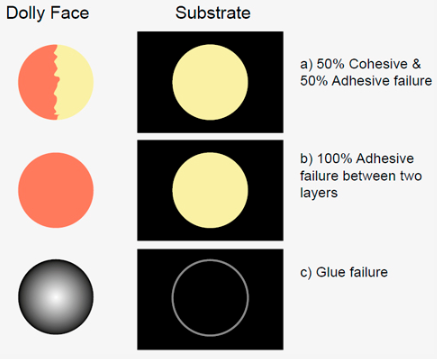 Dolly Face
Substrate
a) 50% Cohesive &
50% Adhesive failure
b) 100% Adhesive
failure between two
layers
c) Glue failure